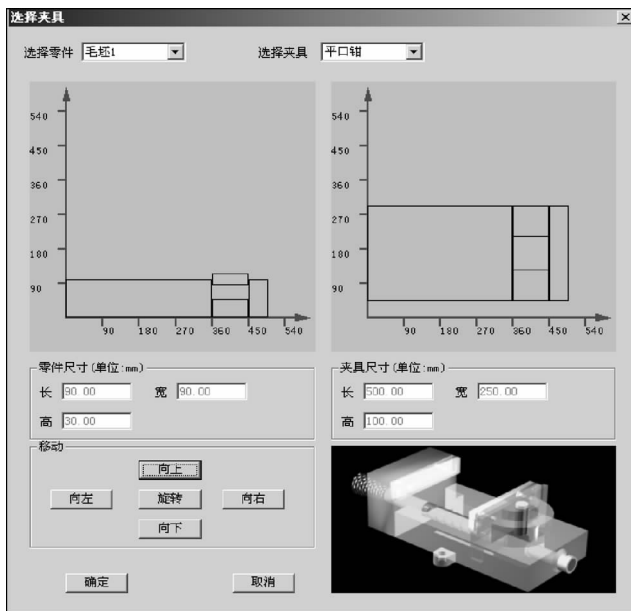 选择夹具
选择零件 毛坯1 选择夹具 平口钳
540
450
360
270
180
90
90 180 270 360 450 540
540
450
360
270
180
90
90 180 270 360 450 540
零件尺寸(单位:mm)
长 90.00 宽 90.00
高 30.00
夹具尺寸(单位:mm)
长 500.00 宽 250.00
高 100.00
移动
向上
向左 旋转 向右
向下
确定 取消